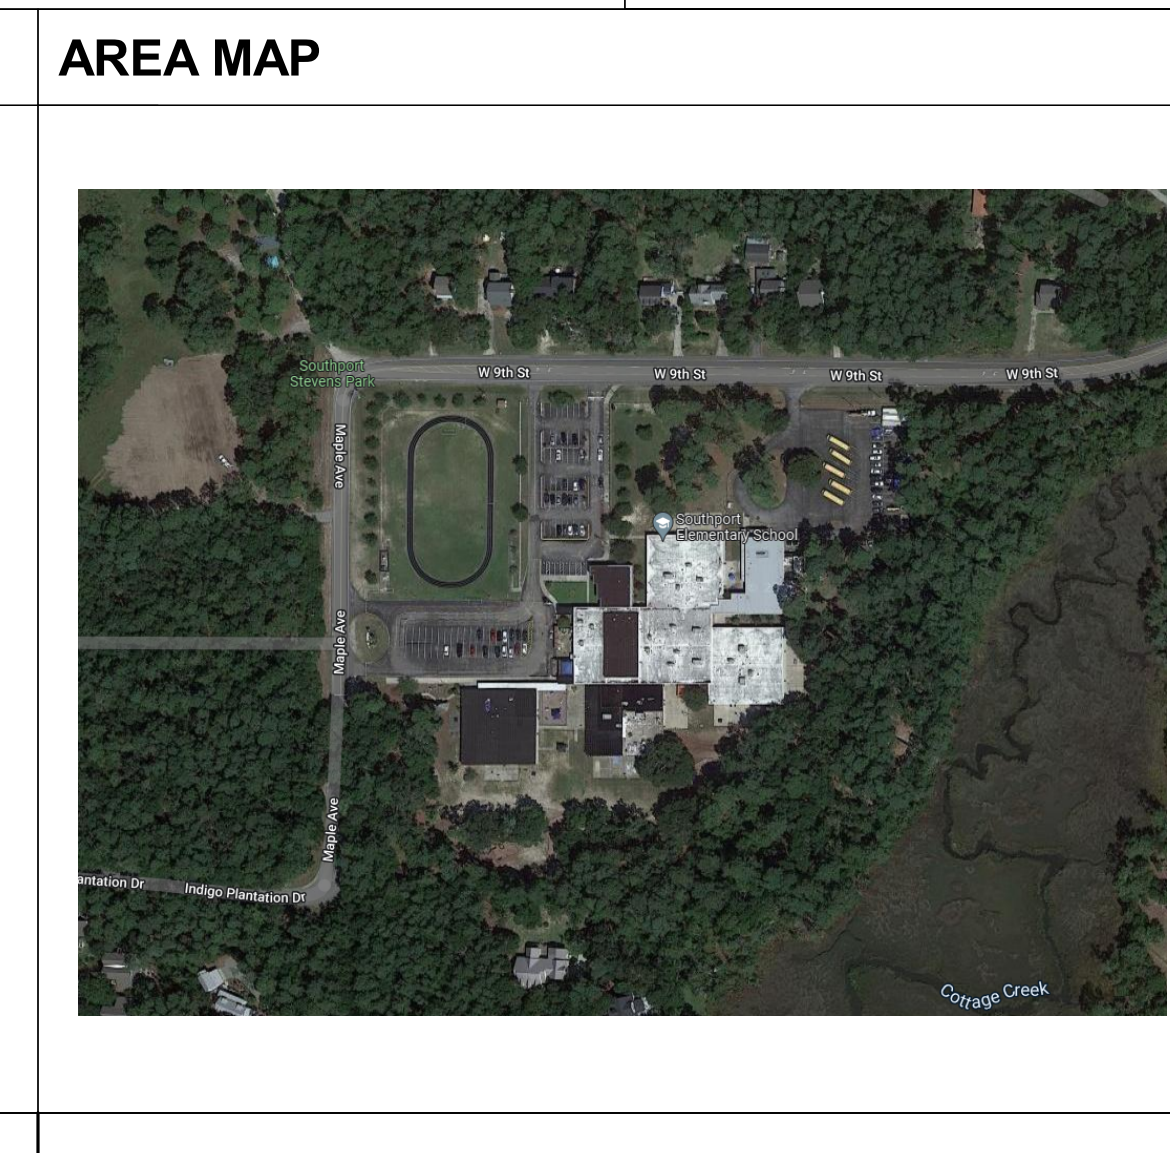 AREA MAP
Southport
Stevens Park
W 9th St
W 9th St
W 9th St
W 9th St
Maple Ave
Southport
Elementary School
Maple Ave
Maple Ave
antation Dr
Indigo Plantation Dr
Cottage Creek